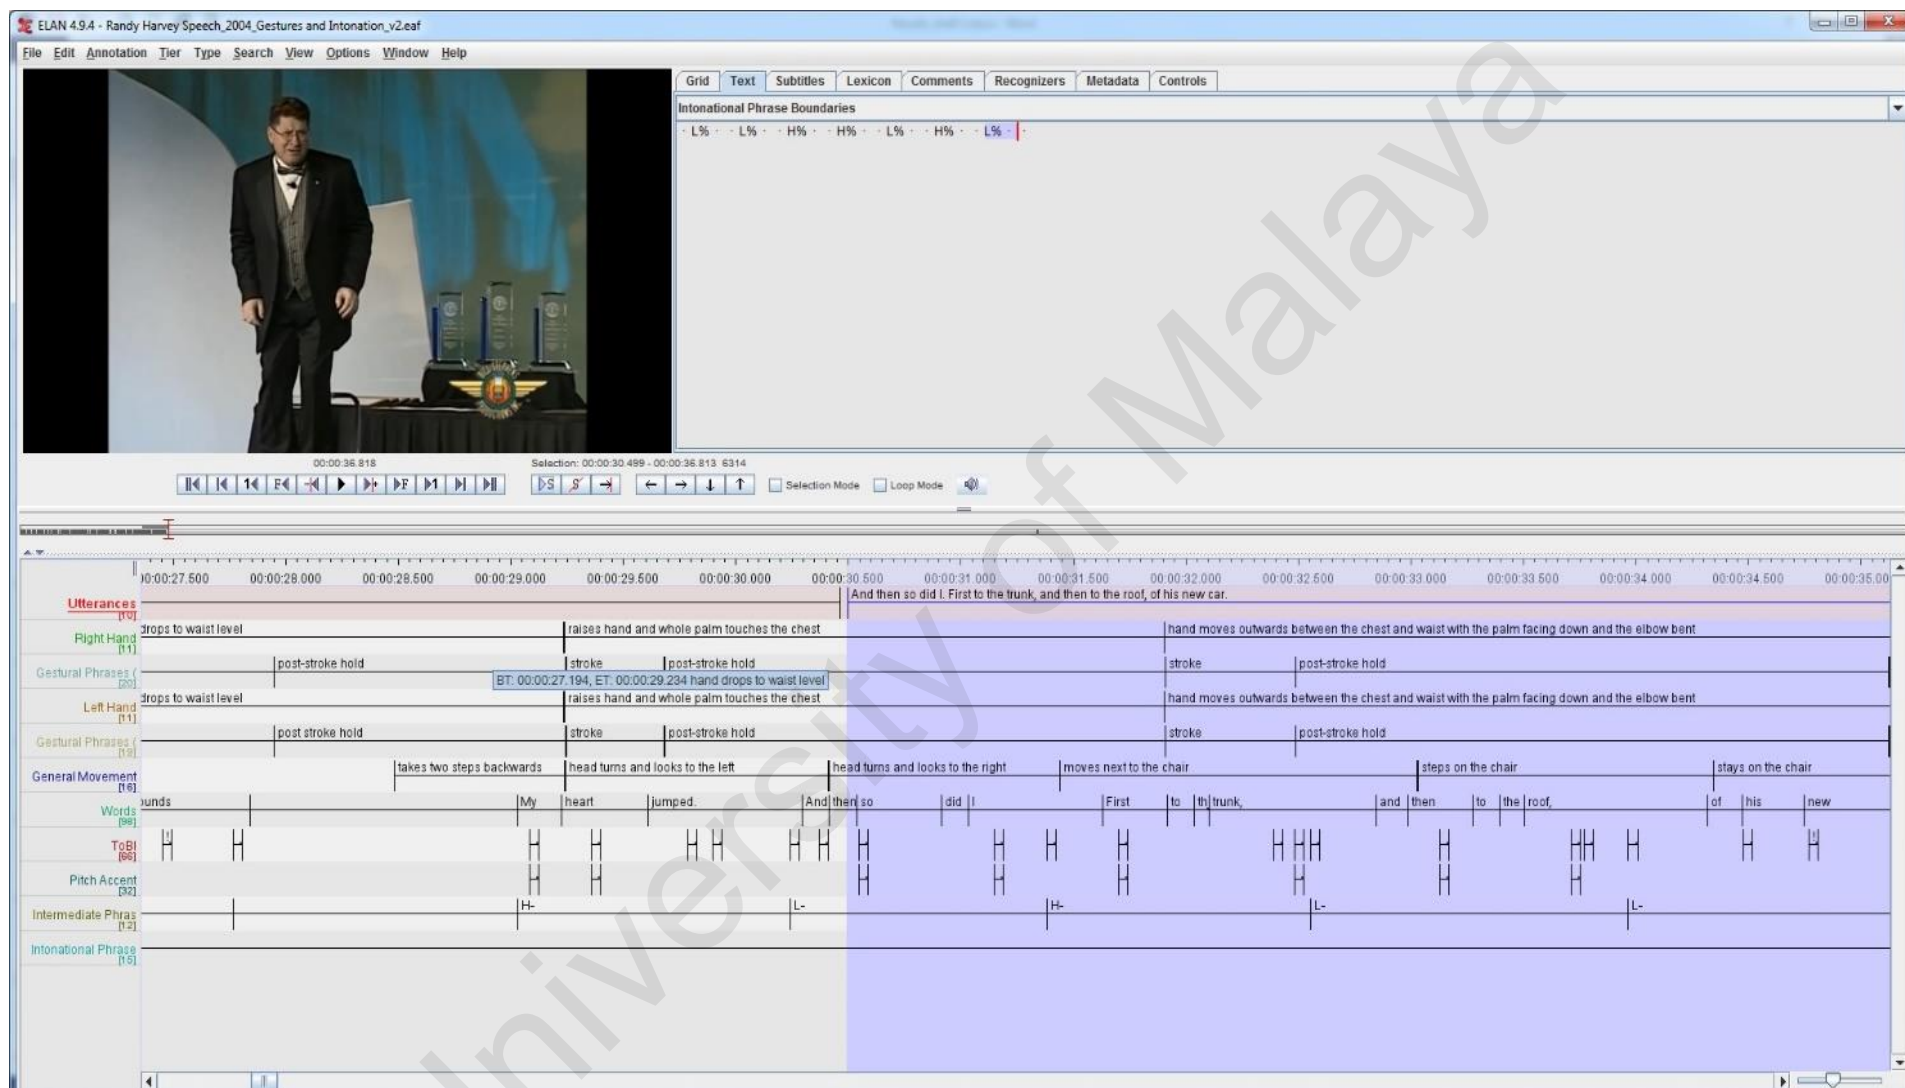 ELAN 4.9.4 - Randy Harvey Speech_2004_Gestures and Intonation_v2.eaf
File Edit Annotation Tier Type Search View Options Window Help
Grid Text Subtitles Lexicon Comments Recognizers Metadata Controls
Intonational Phrase Boundaries
· L% · · L% · · H% · · H% · · L% · · H% · · L% · ·
00:00:36.818
Selection: 00:00:30.499 - 00:00:36.813 6314
Selection Mode Loop Mode
00:00:27.500 00:00:28.000 00:00:28.500 00:00:29.000 00:00:29.500 00:00:30.000 00:00:30.500 00:00:31.000 00:00:31.500 00:00:32.000 00:00:32.500 00:00:33.000 00:00:33.500 00:00:34.000 00:00:34.500 00:00:35.00
And then so did I. First to the trunk, and then to the roof, of his new car.
Utterances
[10]
drops to waist level raises hand and whole palm touches the chest hand moves outwards between the chest and waist with the palm facing down and the elbow bent
Right Hand
[11]
post-stroke hold stroke post-stroke hold stroke post-stroke hold
Gestural Phrases (
[20]
BT: 00:00:27.194, ET: 00:00:29.234 hand drops to waist level
drops to waist level raises hand and whole palm touches the chest hand moves outwards between the chest and waist with the palm facing down and the elbow bent
Left Hand
[11]
post stroke hold stroke post-stroke hold stroke post-stroke hold
Gestural Phrases (
[19]
takes two steps backwards head turns and looks to the left head turns and looks to the right moves next to the chair steps on the chair stays on the chair
General Movement
[16]
ounds My heart jumped. And then so did I First to th trunk, and then to the roof, of his new
Words
[98]
ToBI
[66]
Pitch Accent
[32]
H- L- H- L- L-
Intermediate Phras
[12]
Intonational Phrase
[15]
University of Malaya